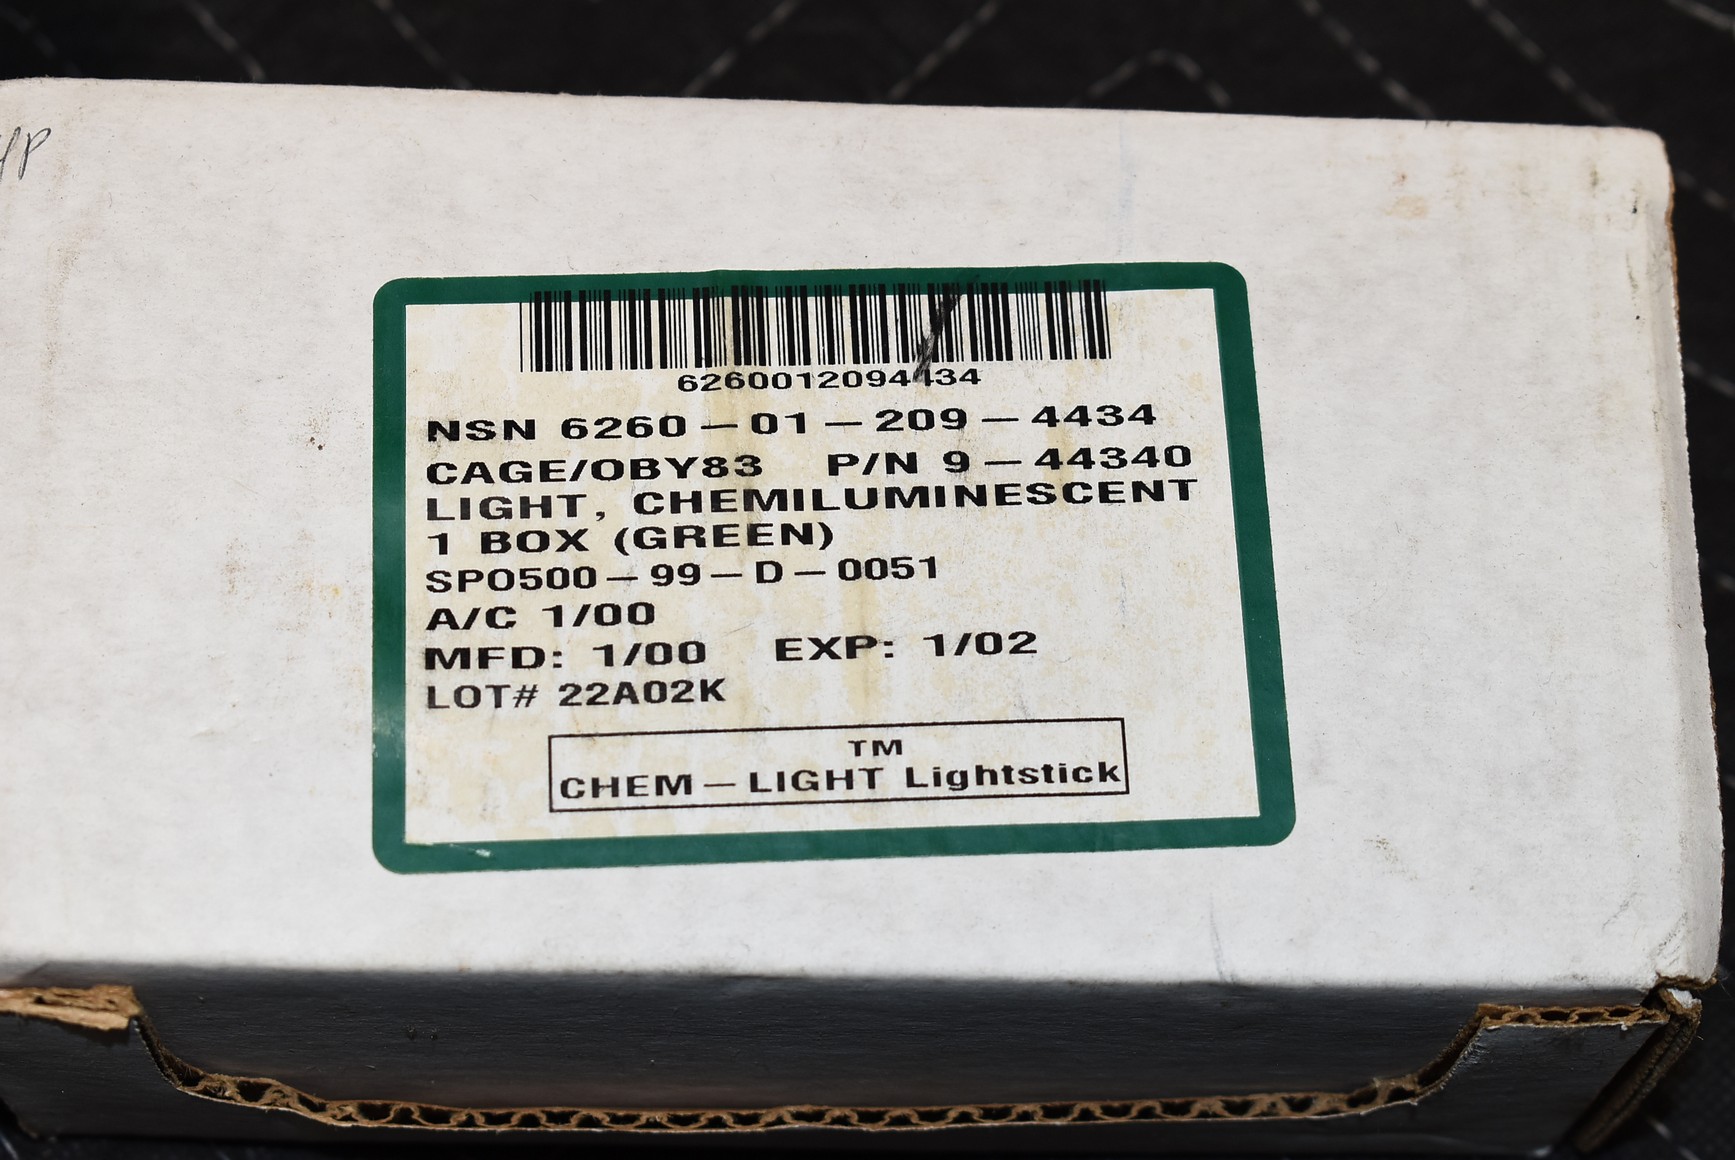 6260012094434
NSN 6260-01-209-4434
CAGE/0BY83 P/N 9-44340
LIGHT, CHEMILUMINESCENT
1 BOX (GREEN)
SP0500-99-D-0051
A/C 1/00
MFD: 1/00 EXP: 1/02
LOT# 22A02K
TM
CHEM-LIGHT Lightstick